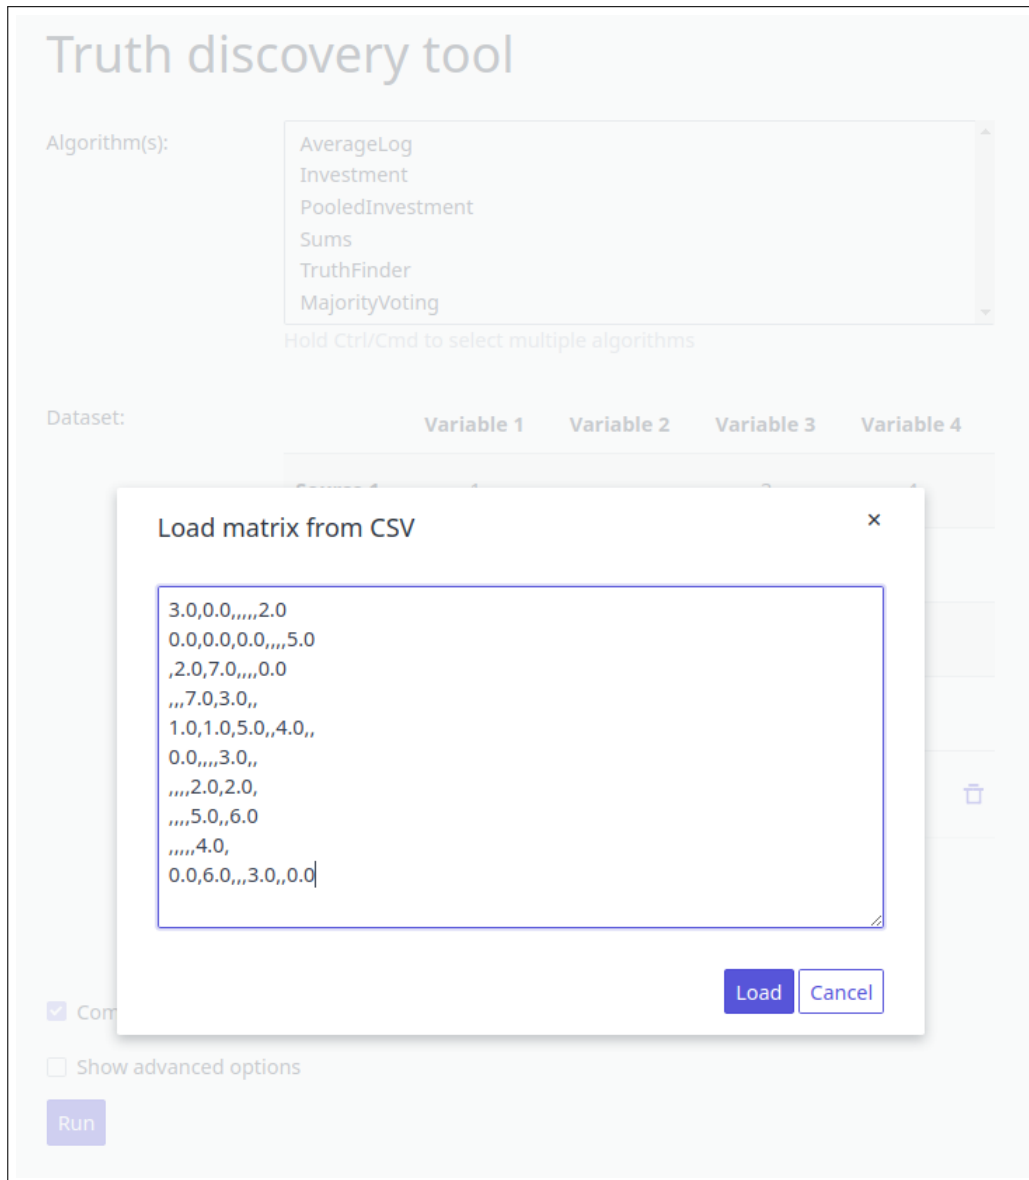 Truth discovery tool
Algorithm(s):
AverageLog
Investment
PooledInvestment
Sums
TruthFinder
MajorityVoting
Hold Ctrl/Cmd to select multiple algorithms
Dataset:
Variable 1 Variable 2 Variable 3 Variable 4
Source 1
Load matrix from CSV
×
3.0,0.0,,,,,2.0
0.0,0.0,0.0,,,,5.0
,2.0,7.0,,,,0.0
,,,7.0,3.0,,
1.0,1.0,5.0,,4.0,,
0.0,,,,3.0,,
,,,,2.0,2.0,
,,,,5.0,,6.0
,,,,,4.0,
0.0,6.0,,,3.0,,0.0
Load Cancel
Com
Show advanced options
Run